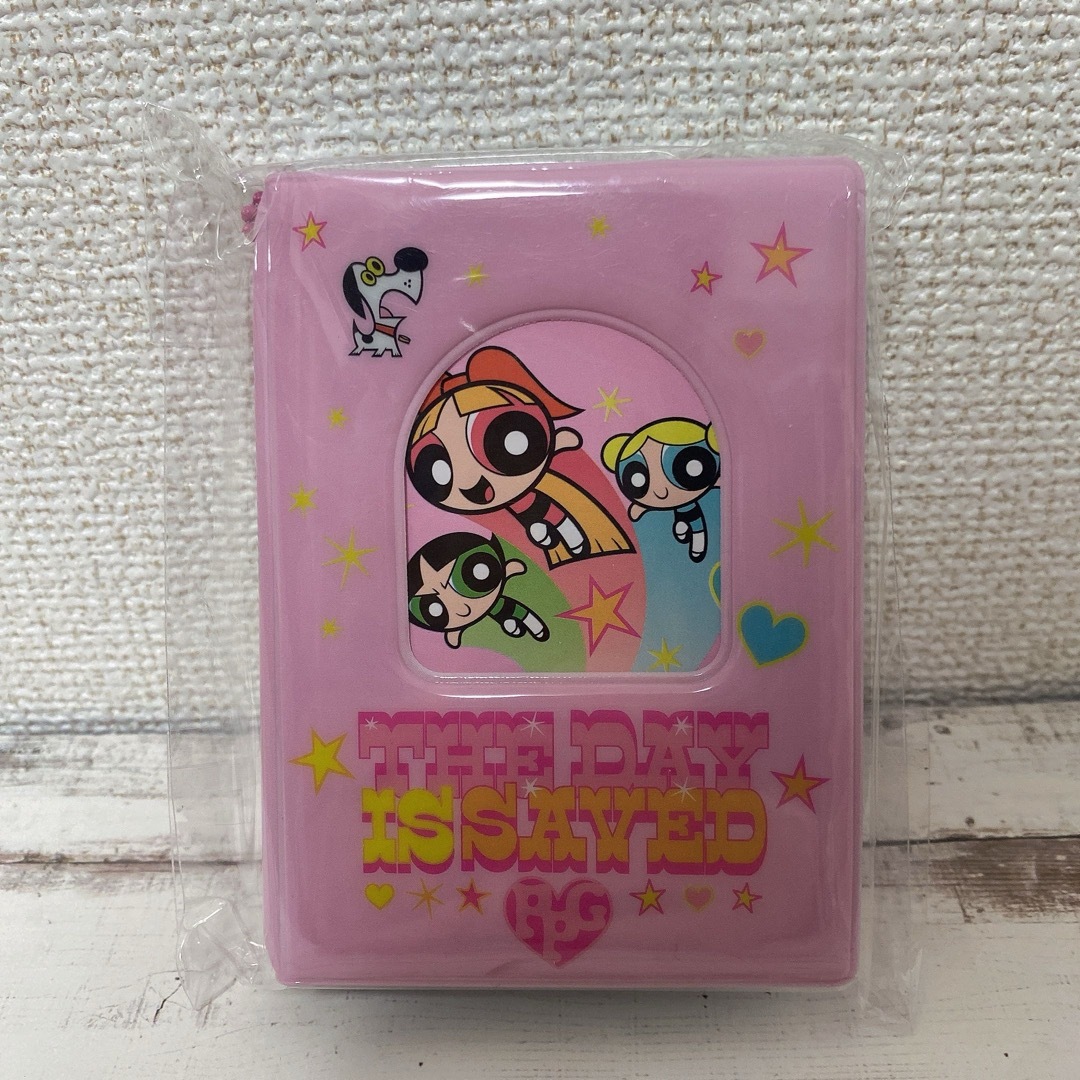 THE DAY
IS SAVED
PPG